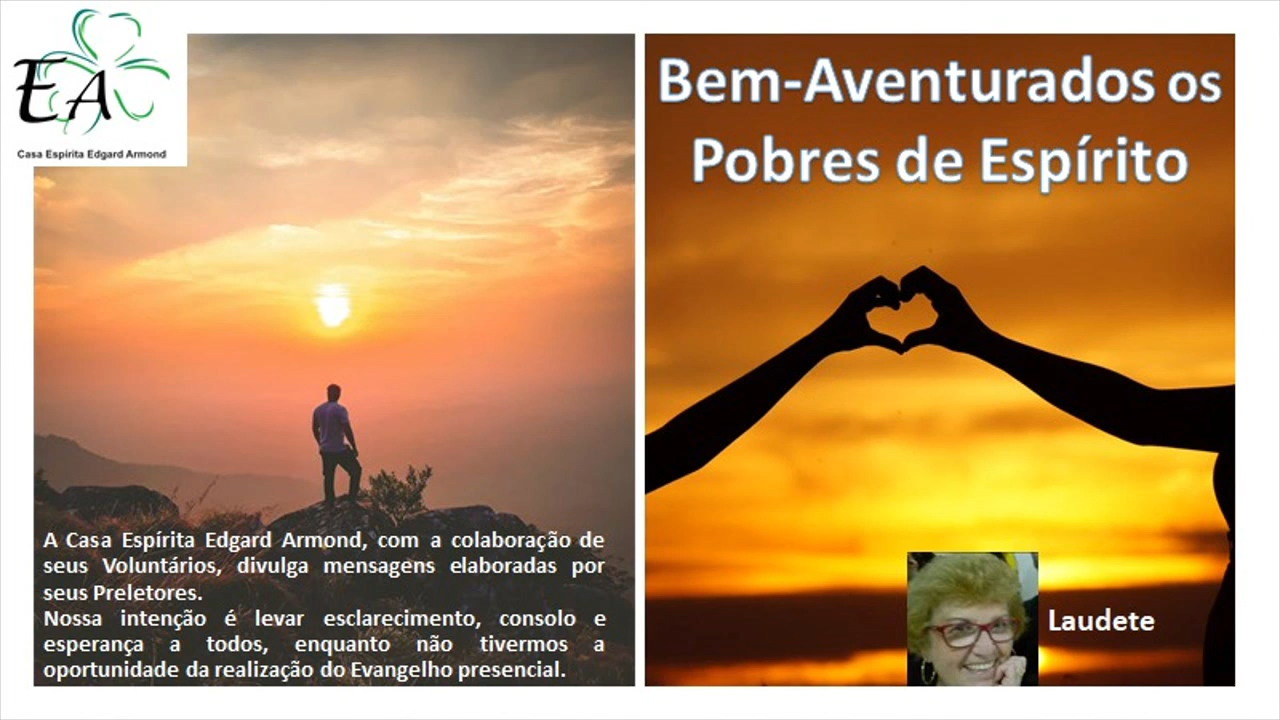 EA
Casa Espírita Edgard Armond
A Casa Espírita Edgard Armond, com a colaboração de
seus Voluntários, divulga mensagens elaboradas por
seus Preletores.
Nossa intenção é levar esclarecimento, consolo e
esperança a todos, enquanto não tivermos a
oportunidade da realização do Evangelho presencial.
Bem-Aventurados os
Pobres de Espírito
Laudete